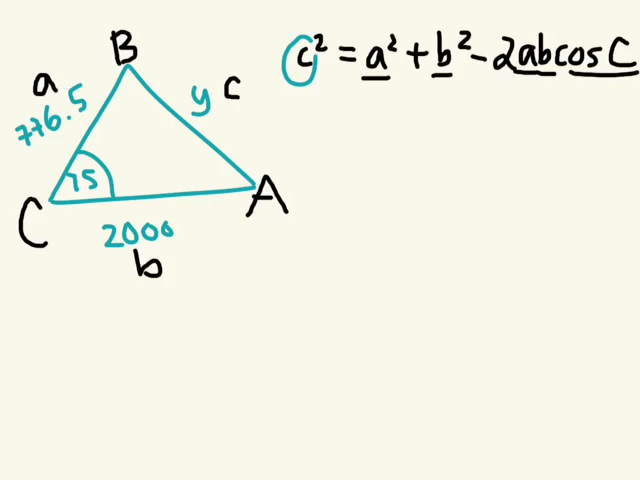 B
c² = a² + b² - 2abcosC
a
776.5
y c
75
C
A
2000
b